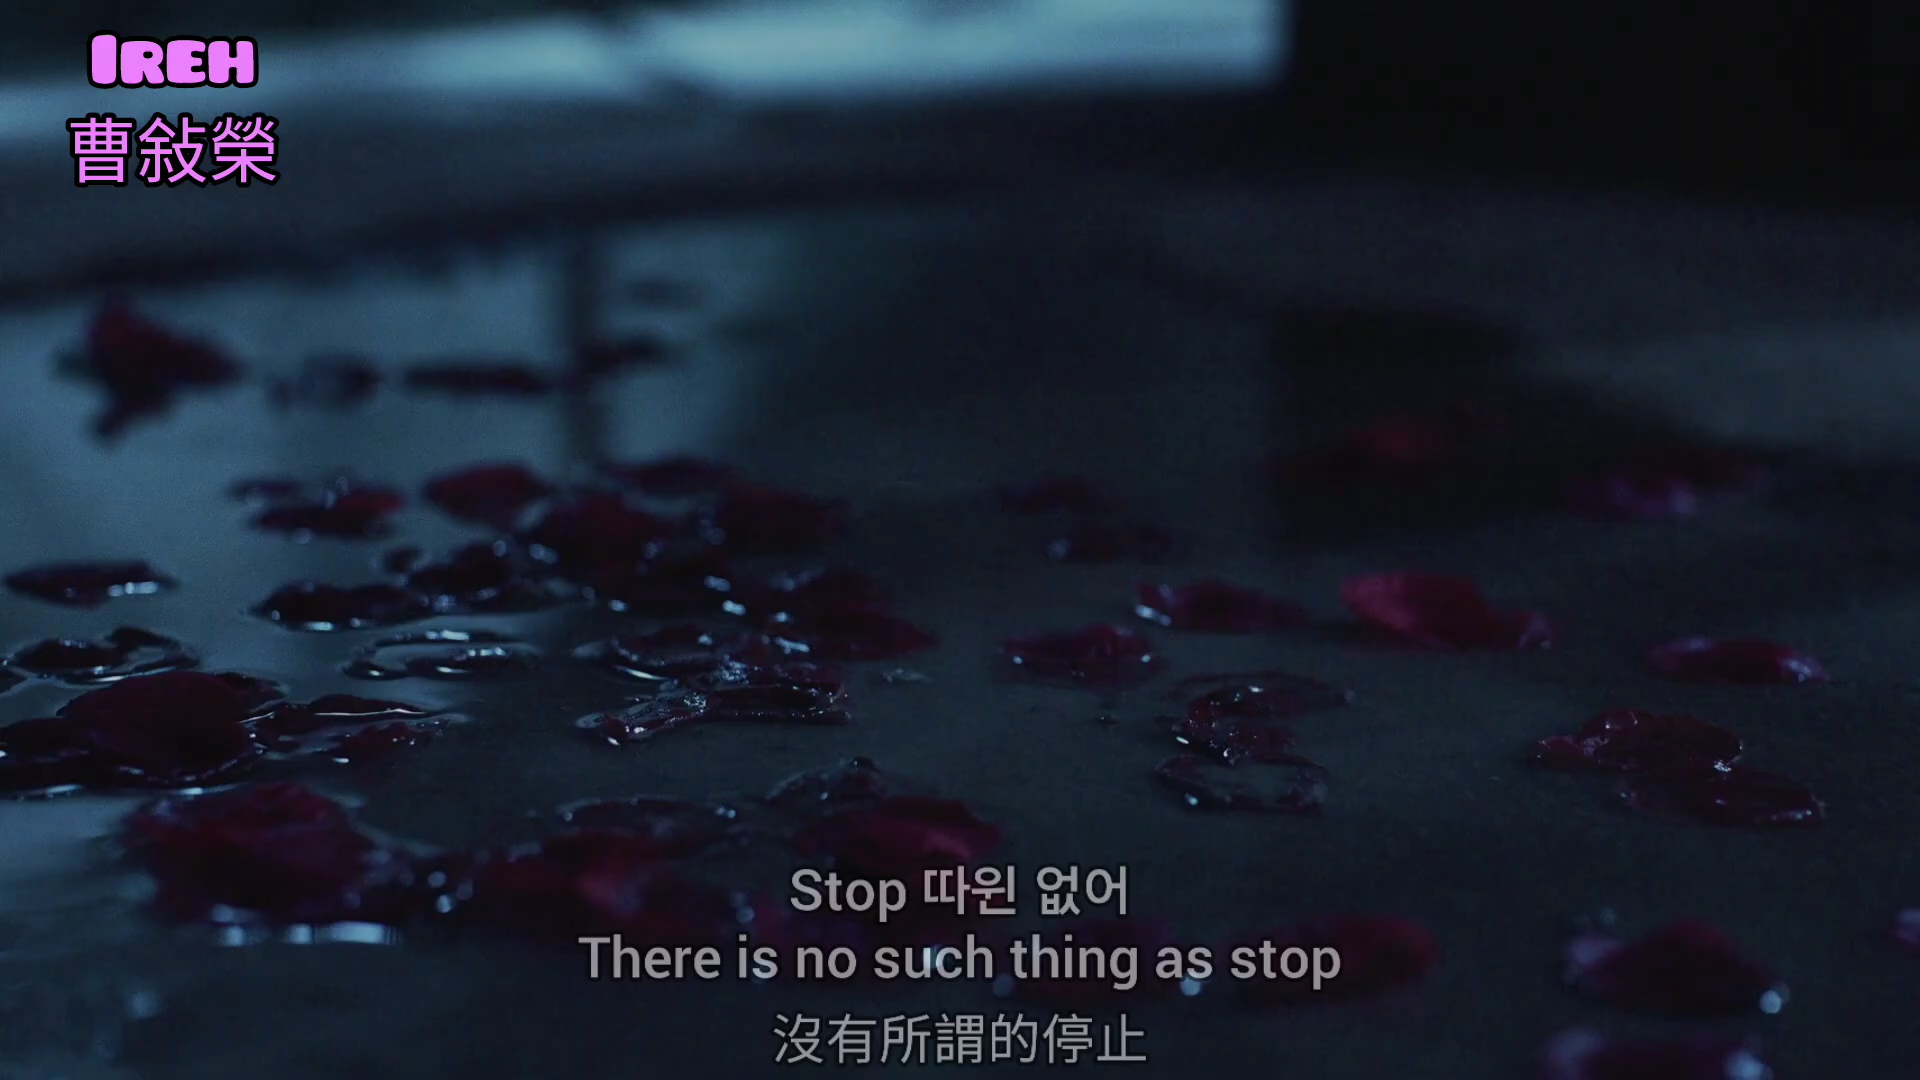 IREH
曹敍榮
Stop 따윈 없어
There is no such thing as stop
沒有所謂的停止